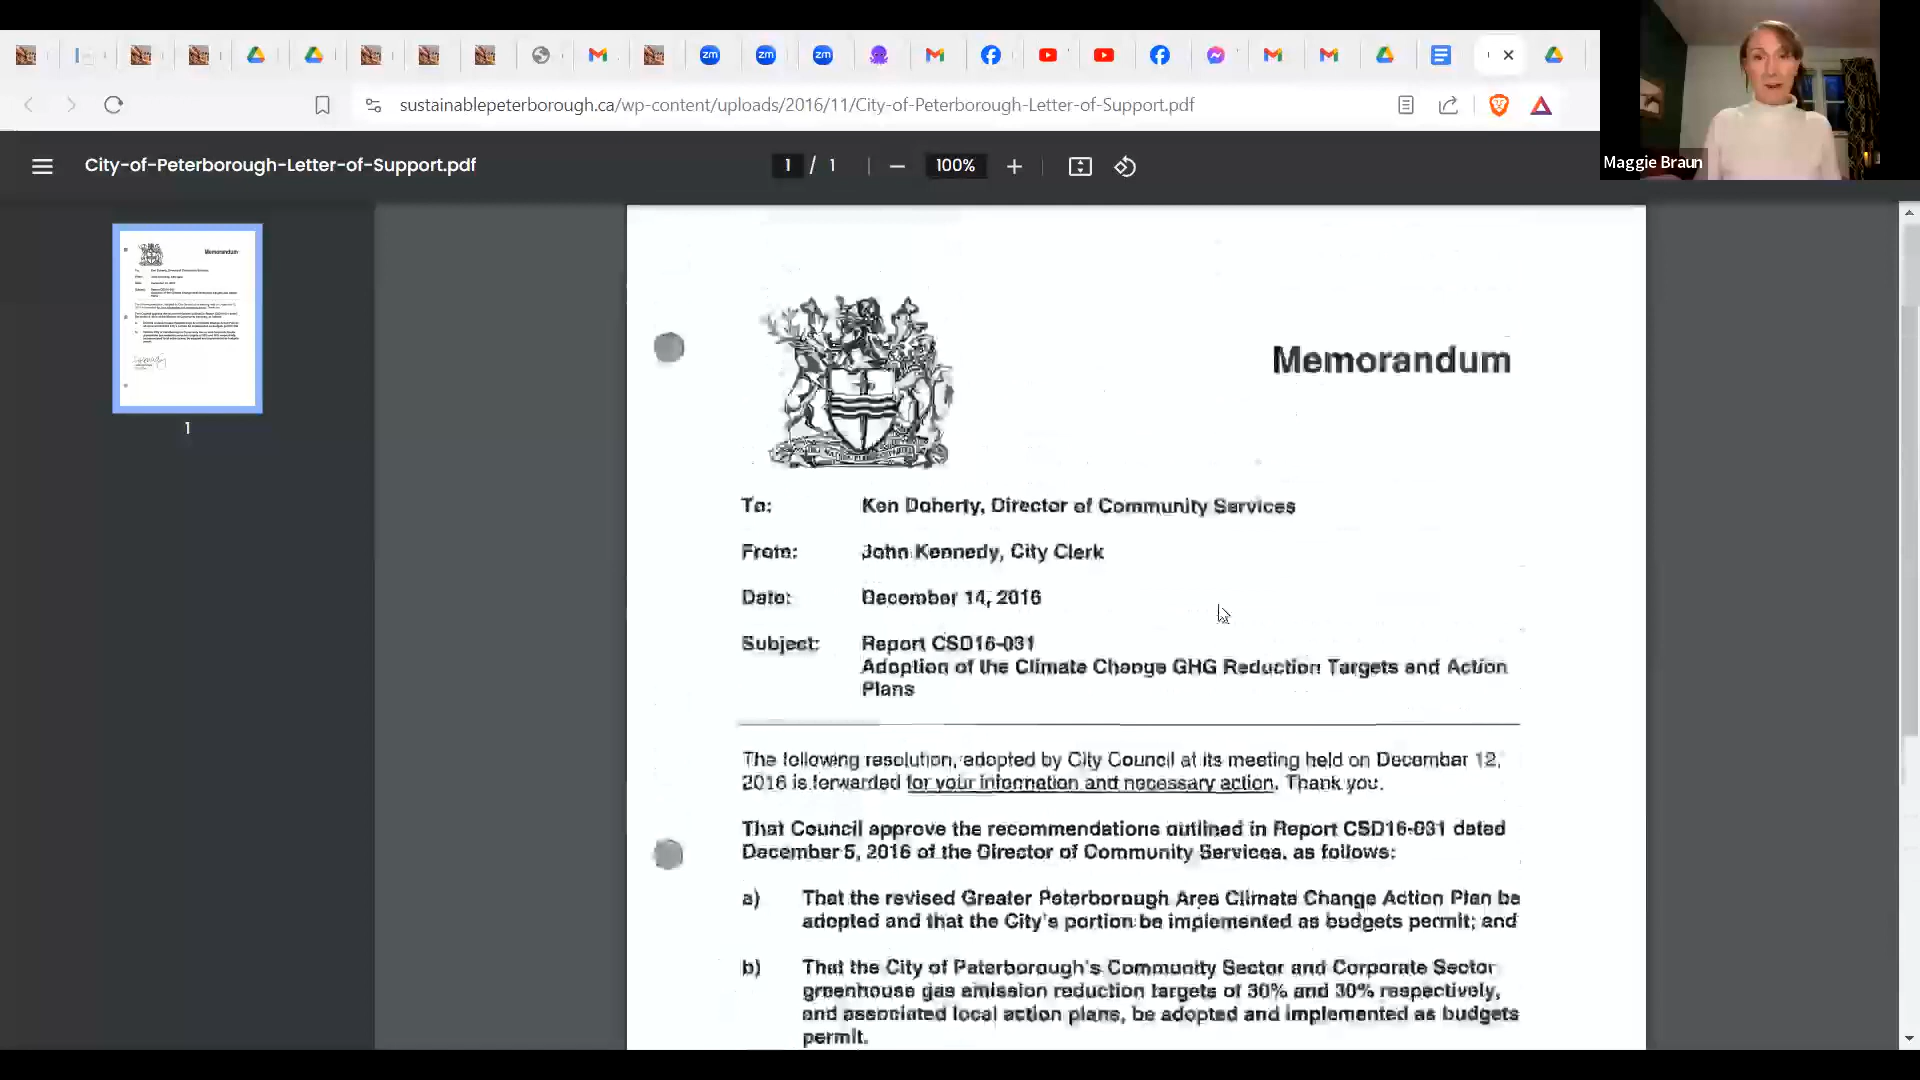 sustainablepeterborough.ca/wp-content/uploads/2016/11/City-of-Peterborough-Letter-of-Support.pdf
Maggie Braun
City-of-Peterborough-Letter-of-Support.pdf
1 / 1
100%
Memorandum
1
Memorandum
To: Ken Doherty, Director of Community Services
From: John Kennedy, City Clerk
Date: December 14, 2016
Subject: Report CSD16-031
Adoption of the Climate Change GHG Reduction Targets and Action
Plans
The following resolution, adopted by City Council at its meeting held on December 12,
2016 is forwarded for your information and necessary action. Thank you.
That Council approve the recommendations outlined in Report CSD16-031 dated
December 5, 2016 of the Director of Community Services, as follows:
a) That the revised Greater Peterborough Area Climate Change Action Plan be
adopted and that the City's portion be implemented as budgets permit; and
b) That the City of Peterborough's Community Sector and Corporate Sector
greenhouse gas emission reduction targets of 30% and 30% respectively,
and associated local action plans, be adopted and implemented as budgets
permit.